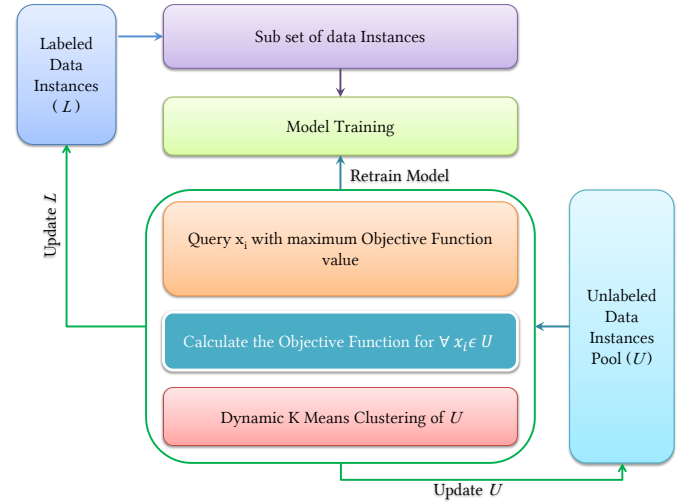 Labeled
Data
Instances
(L)
Sub set of data Instances
Model Training
Retrain Model
Update L
Query xᵢ with maximum Objective Function
value
Calculate the Objective Function for ∀ xᵢϵ U
Dynamic K Means Clustering of U
Unlabeled
Data
Instances
Pool (U)
Update U